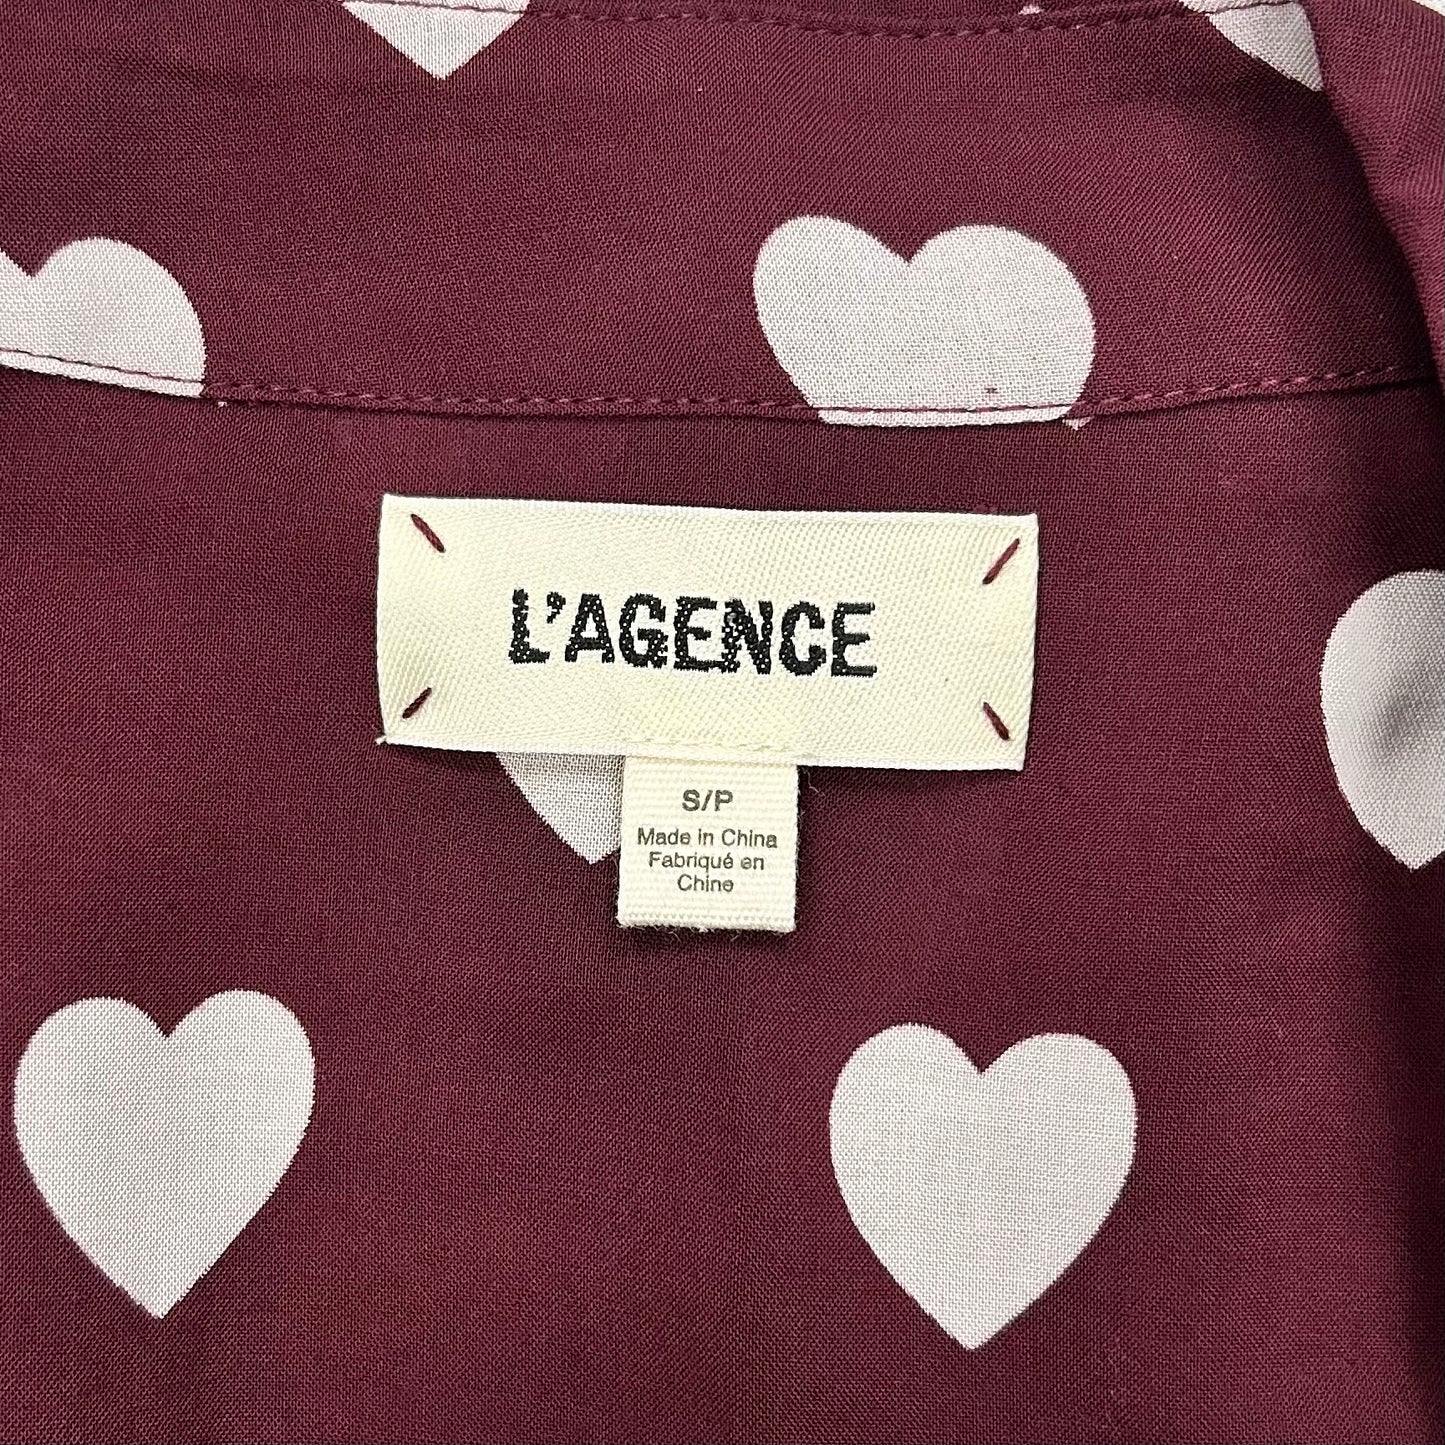 L'AGENCE
S/P
Made in China
Fabriqué en
Chine